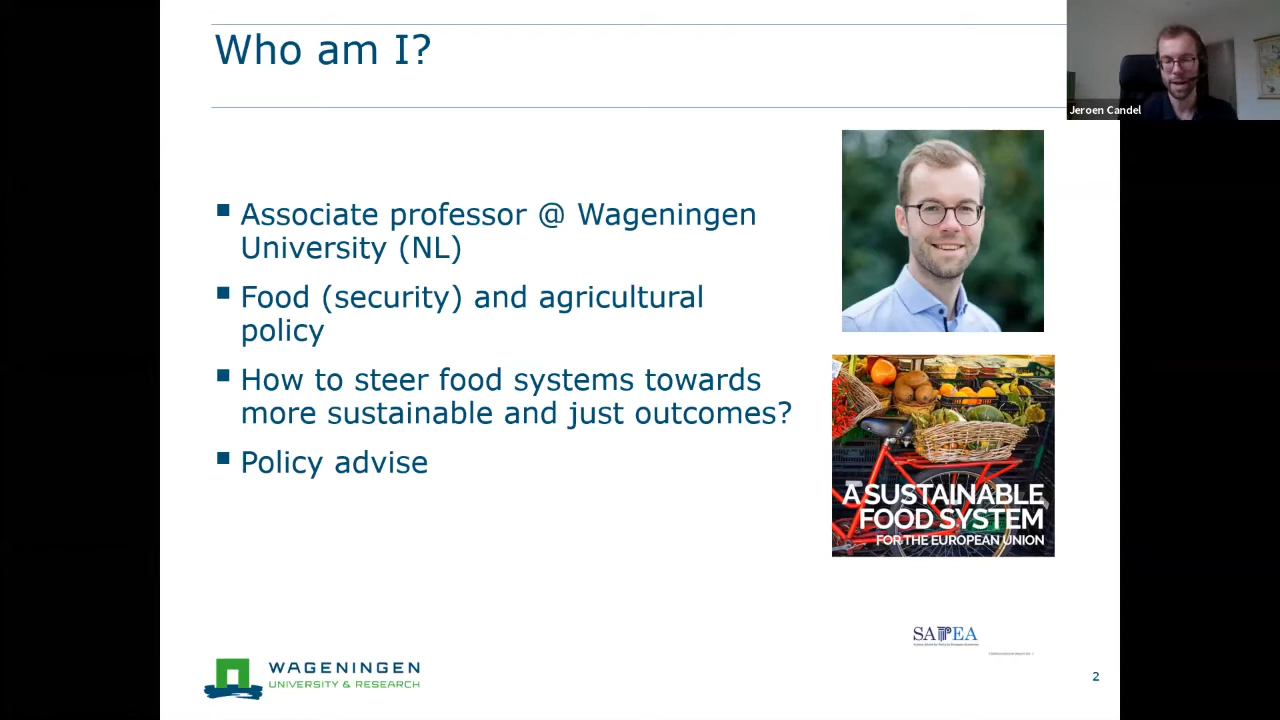 Who am I?
Jeroen Candel
Associate professor @ Wageningen
University (NL)
Food (security) and agricultural
policy
How to steer food systems towards
more sustainable and just outcomes?
Policy advise
A SUSTAINABLE
FOOD SYSTEM
FOR THE EUROPEAN UNION
SAPEA
WAGENINGEN
UNIVERSITY & RESEARCH
2